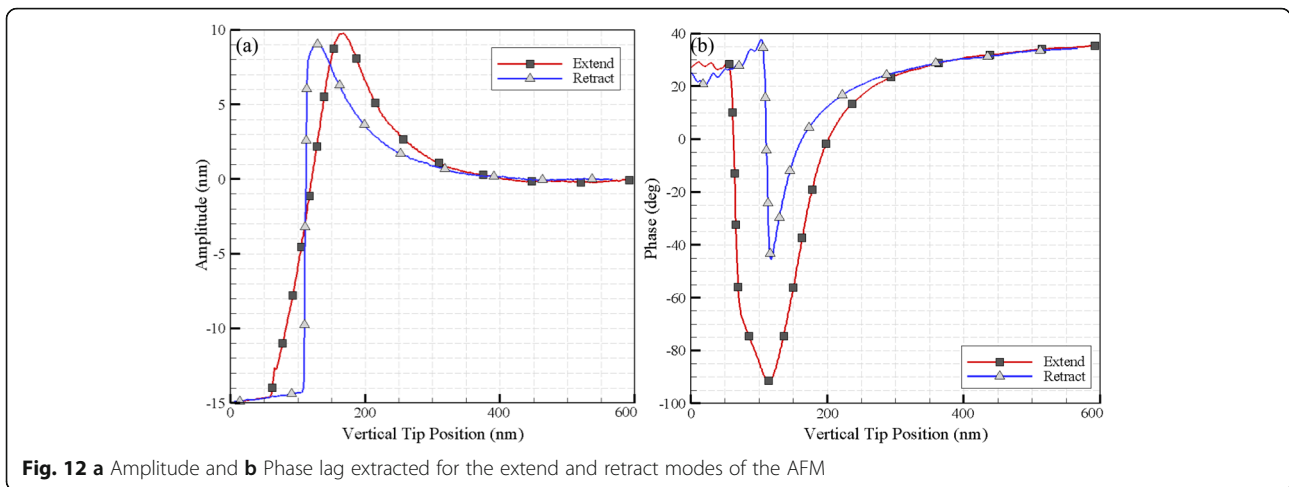 (a)
Extend
Retract
10
5
0
-5
-10
-15
0
200
400
600
Amplitude (nm)
Vertical Tip Position (nm)
(b)
Extend
Retract
40
20
0
-20
-40
-60
-80
-100
0
200
400
600
Phase (deg)
Vertical Tip Position (nm)
Fig. 12 a Amplitude and b Phase lag extracted for the extend and retract modes of the AFM